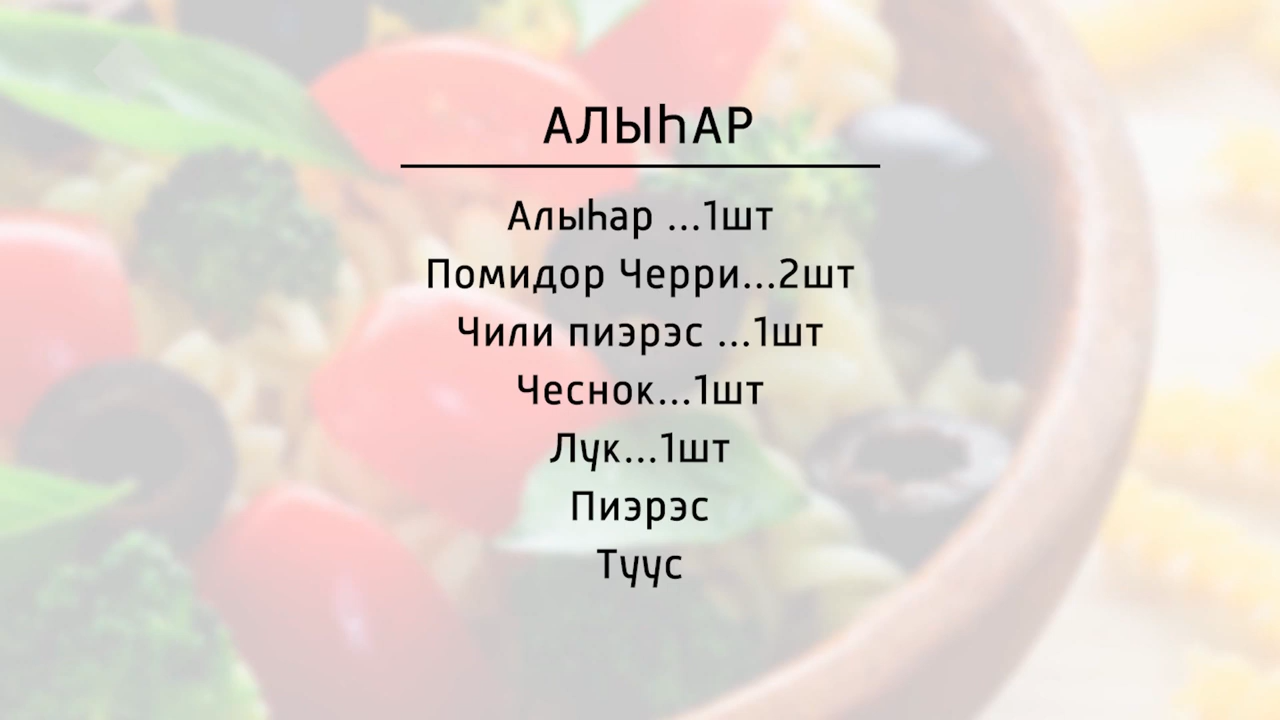 АЛЫҺАР
Алыһар ...1шт
Помидор Черри...2шт
Чили пиэрэс ...1шт
Чеснок...1шт
Лук...1шт
Пиэрэс
Туус